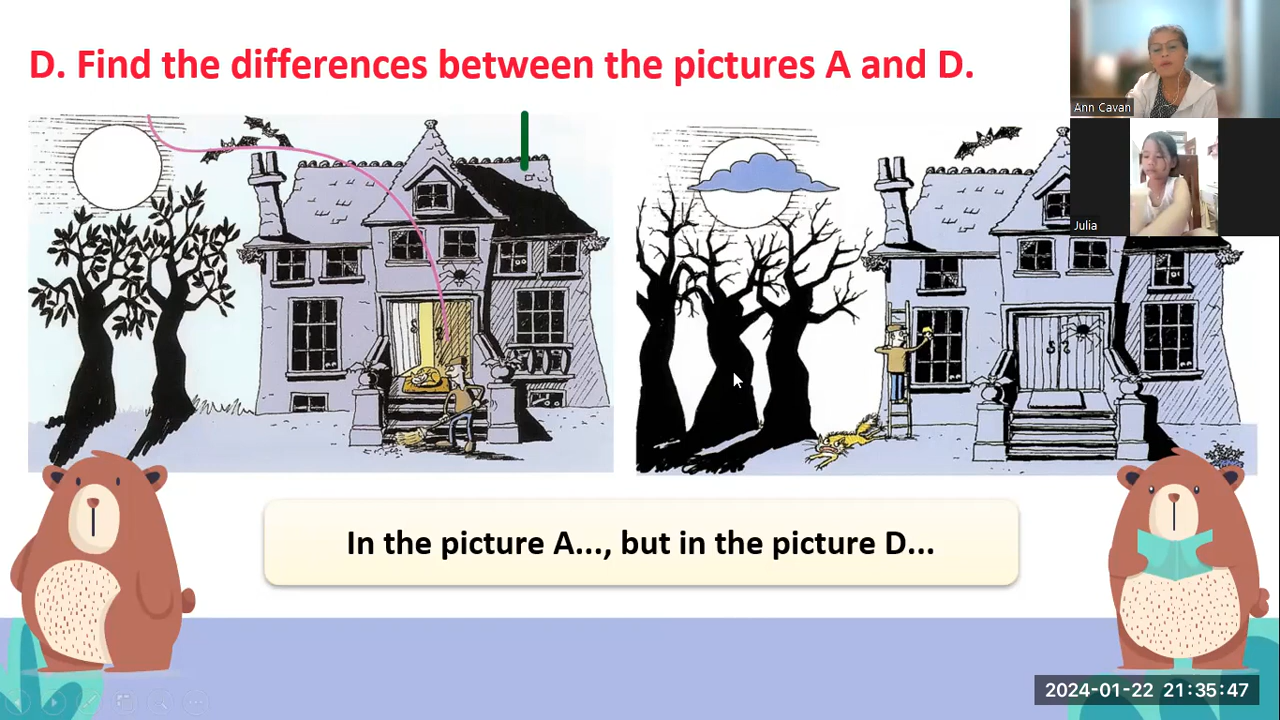 D. Find the differences between the pictures A and D.
Ann Cavan
Julia
In the picture A..., but in the picture D...
2024-01-22 21:35:47